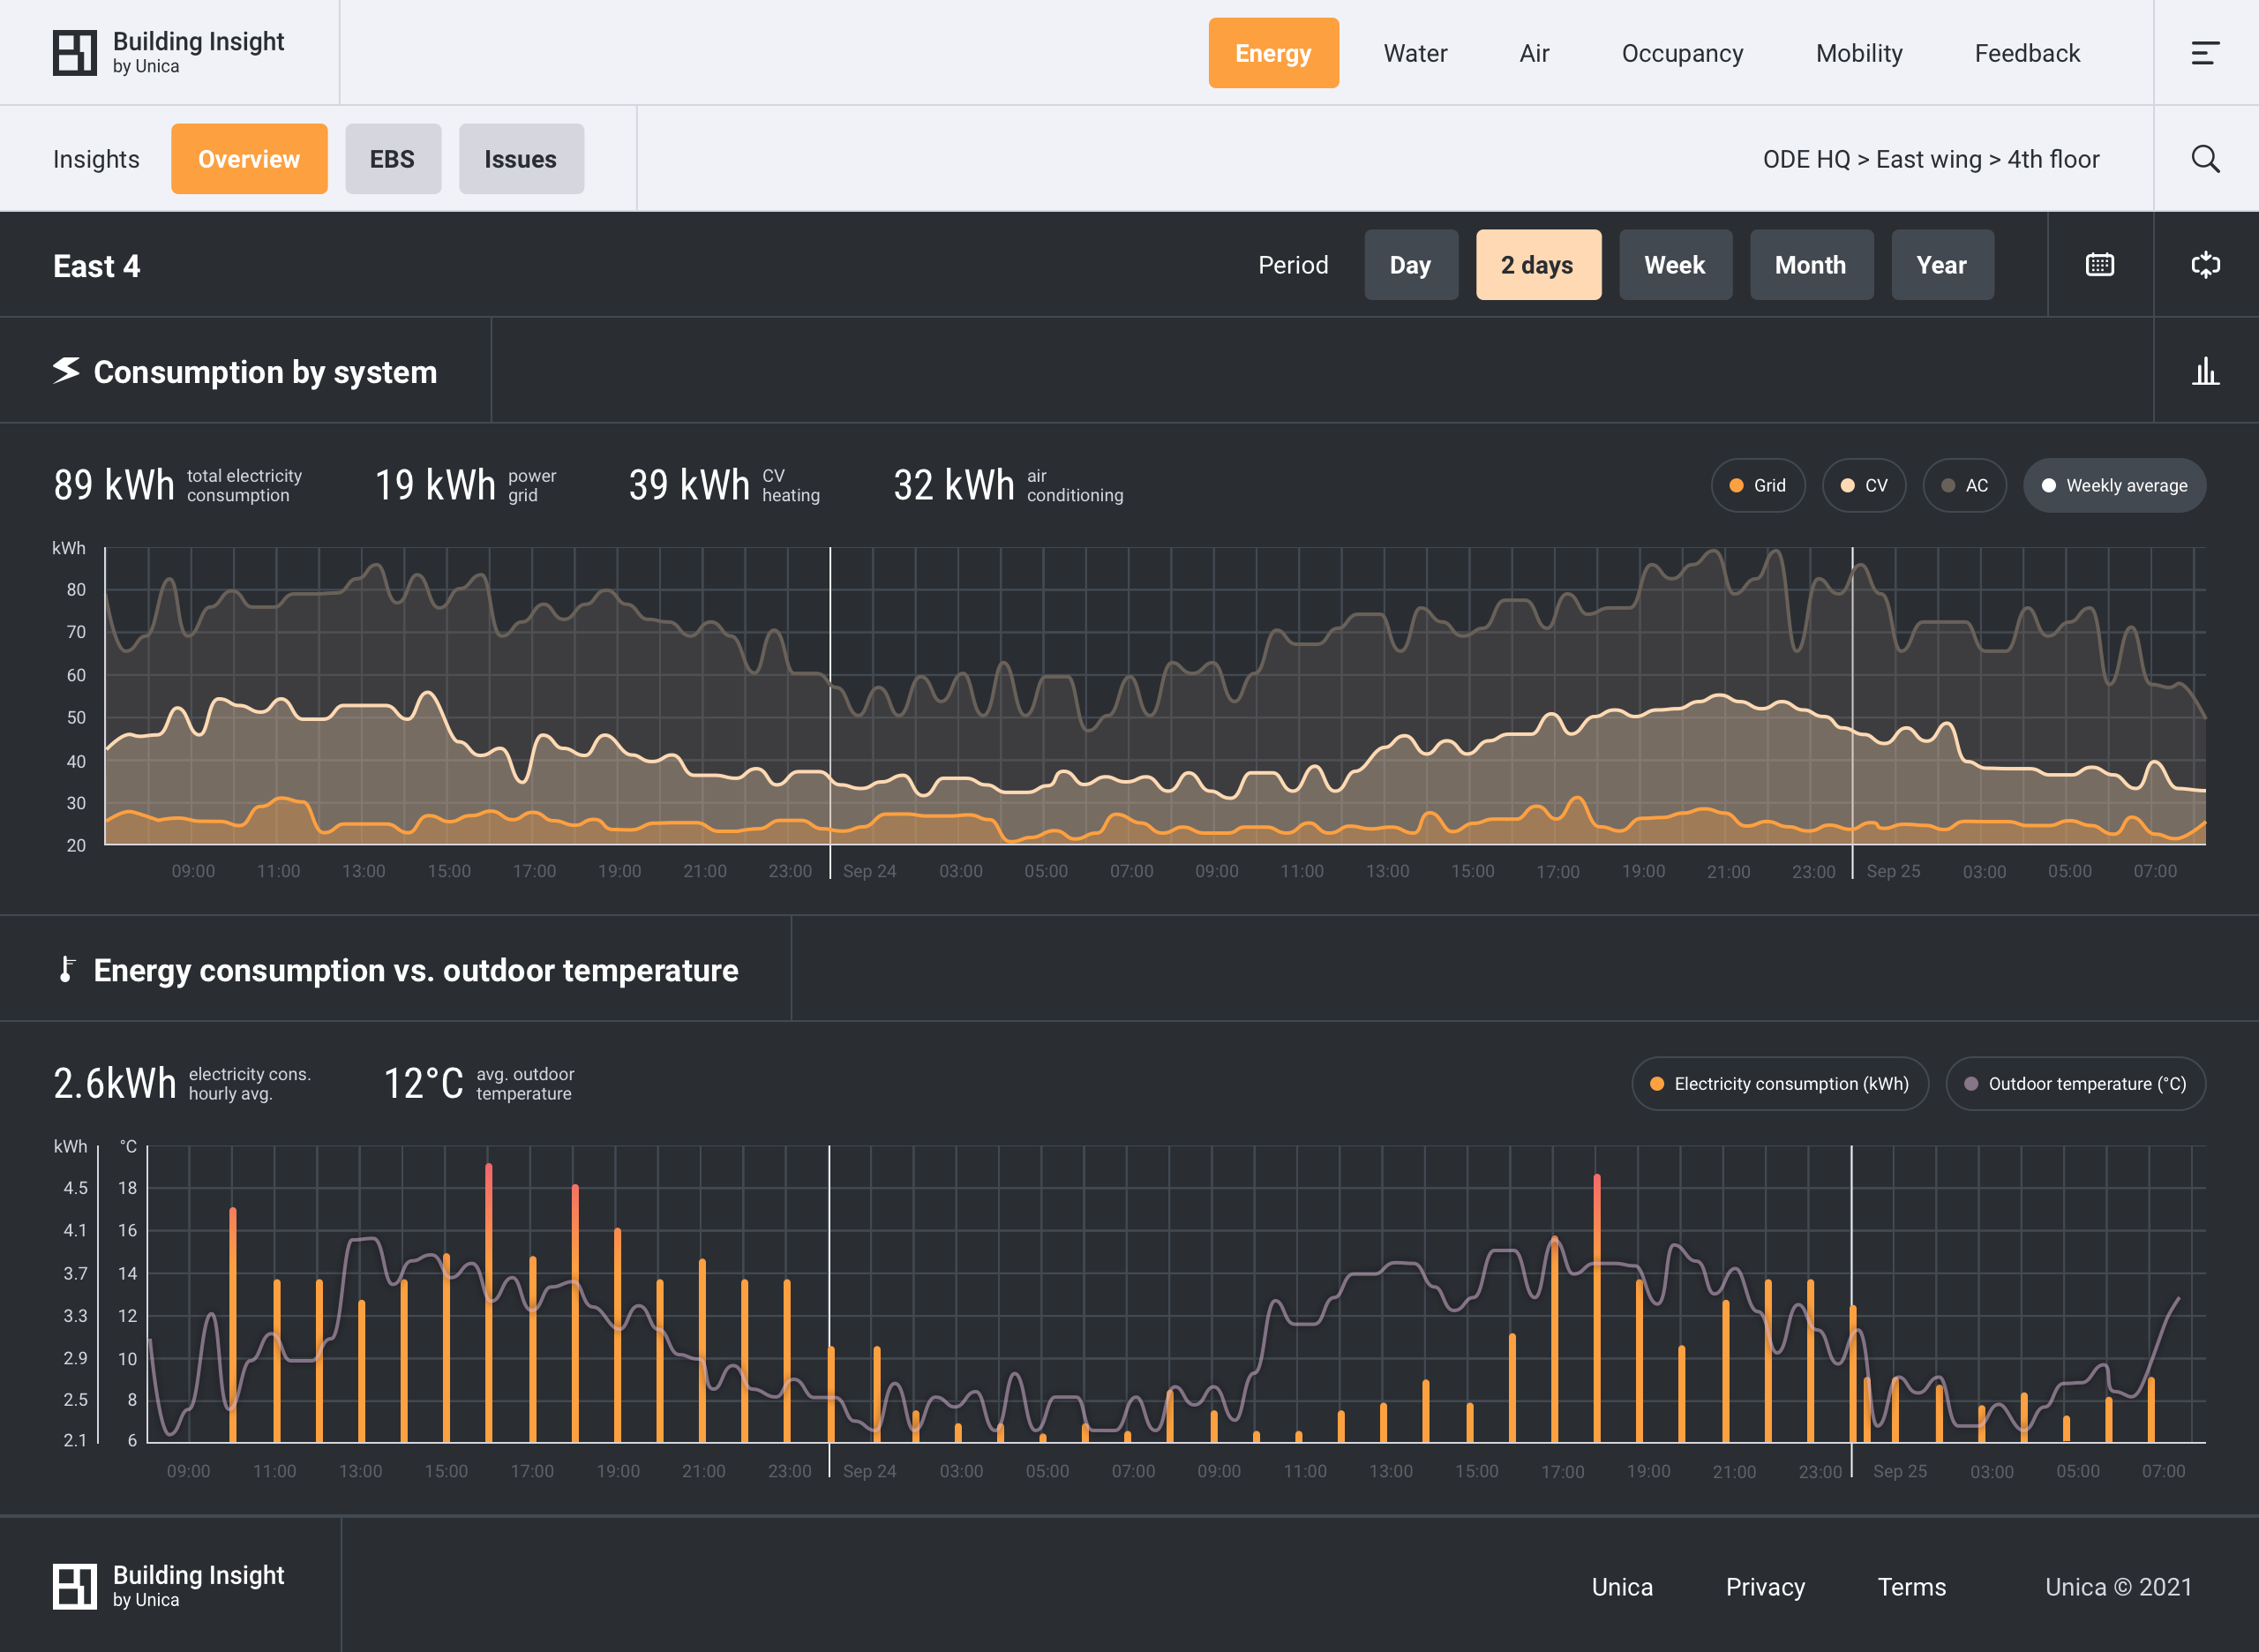 Building Insight
by Unica
Energy
Water
Air
Occupancy
Mobility
Feedback
Insights
Overview
EBS
Issues
ODE HQ > East wing > 4th floor
East 4
Period
Day
2 days
Week
Month
Year
Consumption by system
89 kWh
total electricity
consumption
19 kWh
power
grid
39 kWh
CV
heating
32 kWh
air
conditioning
Grid
CV
AC
Weekly average
kWh
80
70
60
50
40
30
20
09:00
11:00
13:00
15:00
17:00
19:00
21:00
23:00
Sep 24
03:00
05:00
07:00
09:00
11:00
13:00
15:00
17:00
19:00
21:00
23:00
Sep 25
03:00
05:00
07:00
Energy consumption vs. outdoor temperature
2.6kWh
electricity cons.
hourly avg.
12°C
avg. outdoor
temperature
Electricity consumption (kWh)
Outdoor temperature (°C)
kWh
°C
4.5
18
4.1
16
3.7
14
3.3
12
2.9
10
2.5
8
2.1
6
09:00
11:00
13:00
15:00
17:00
19:00
21:00
23:00
Sep 24
03:00
05:00
07:00
09:00
11:00
13:00
15:00
17:00
19:00
21:00
23:00
Sep 25
03:00
05:00
07:00
Building Insight
by Unica
Unica
Privacy
Terms
Unica © 2021